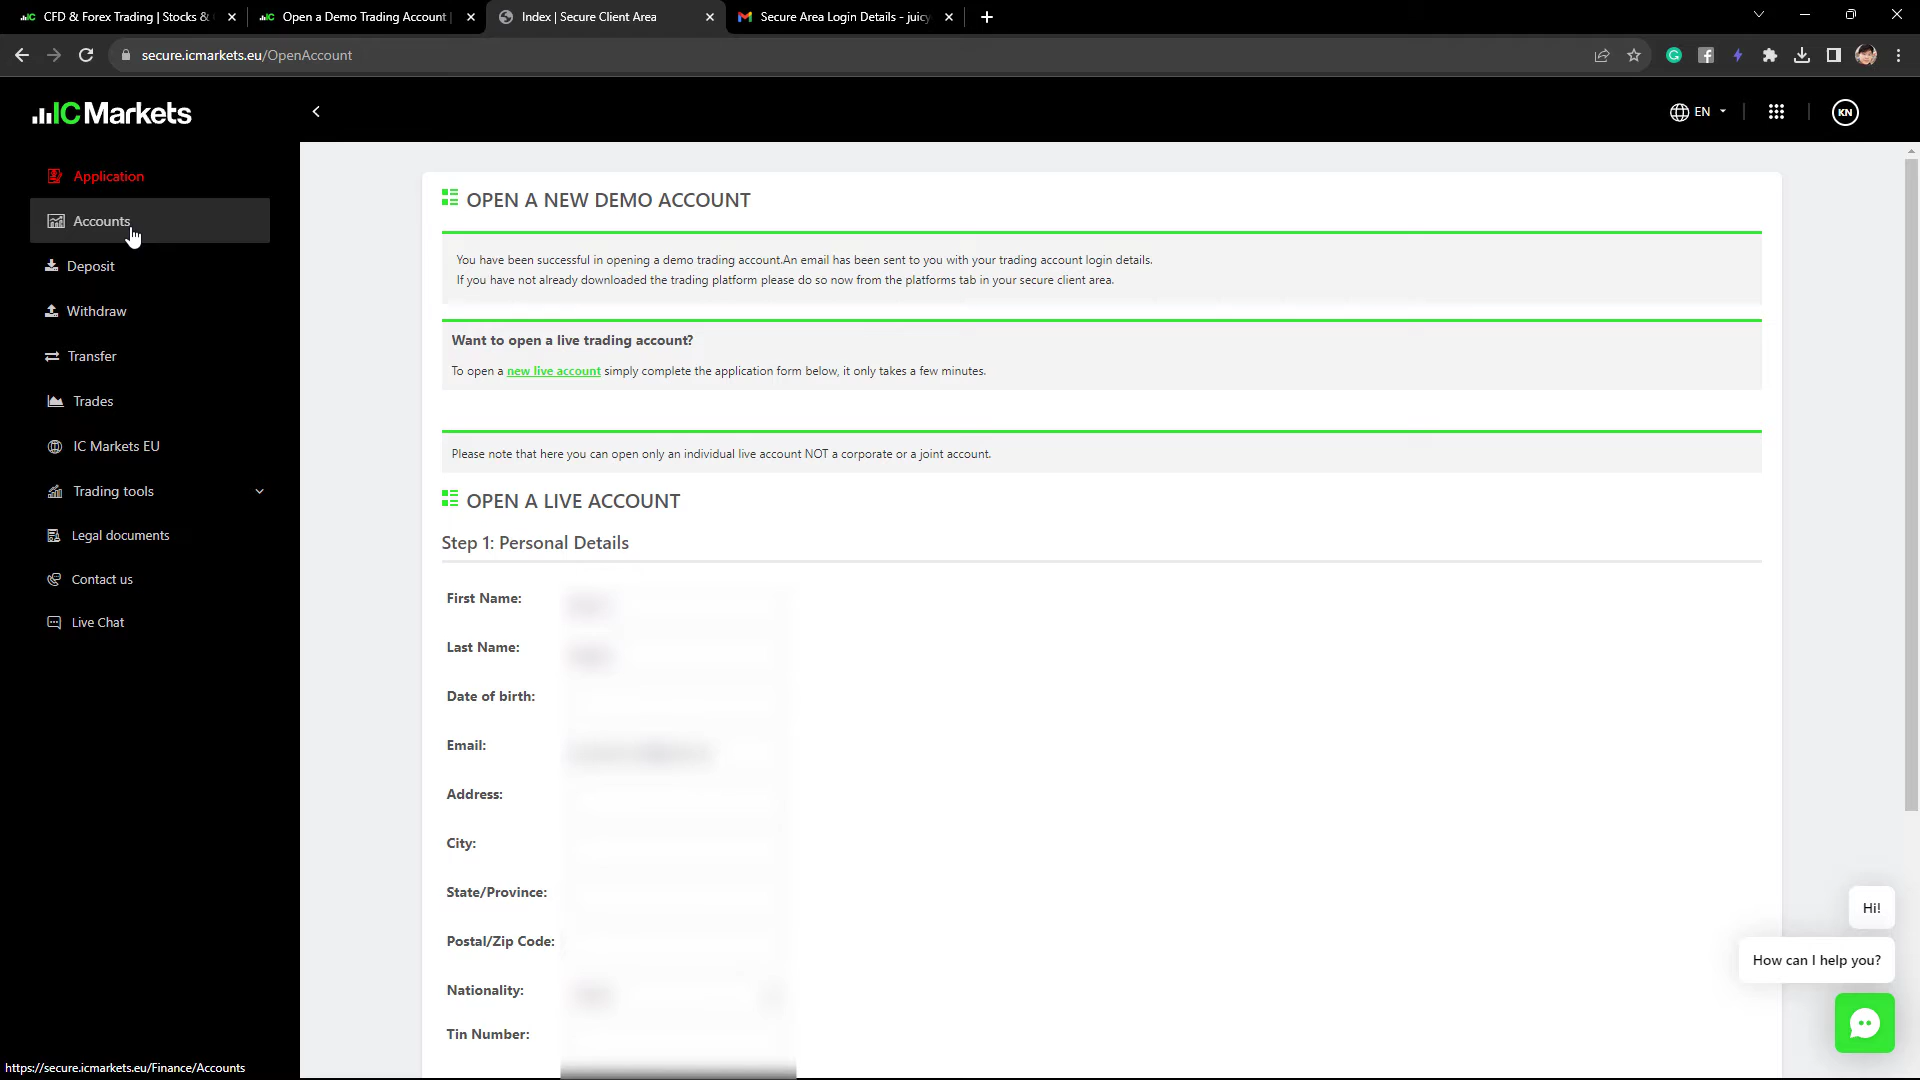 CFD & Forex Trading | Stocks &
Open a Demo Trading Account |
Index | Secure Client Area
Secure Area Login Details - juicy
secure.icmarkets.eu/OpenAccount
IC Markets
EN
KN
Application
Accounts
Deposit
Withdraw
Transfer
Trades
IC Markets EU
Trading tools
Legal documents
Contact us
Live Chat
OPEN A NEW DEMO ACCOUNT
You have been successful in opening a demo trading account.An email has been sent to you with your trading account login details.
If you have not already downloaded the trading platform please do so now from the platforms tab in your secure client area.
Want to open a live trading account?
To open a new live account simply complete the application form below, it only takes a few minutes.
Please note that here you can open only an individual live account NOT a corporate or a joint account.
OPEN A LIVE ACCOUNT
Step 1: Personal Details
First Name:
Last Name:
Date of birth:
Email:
Address:
City:
State/Province:
Postal/Zip Code:
Nationality:
Tin Number:
Hi!
How can I help you?
https://secure.icmarkets.eu/Finance/Accounts